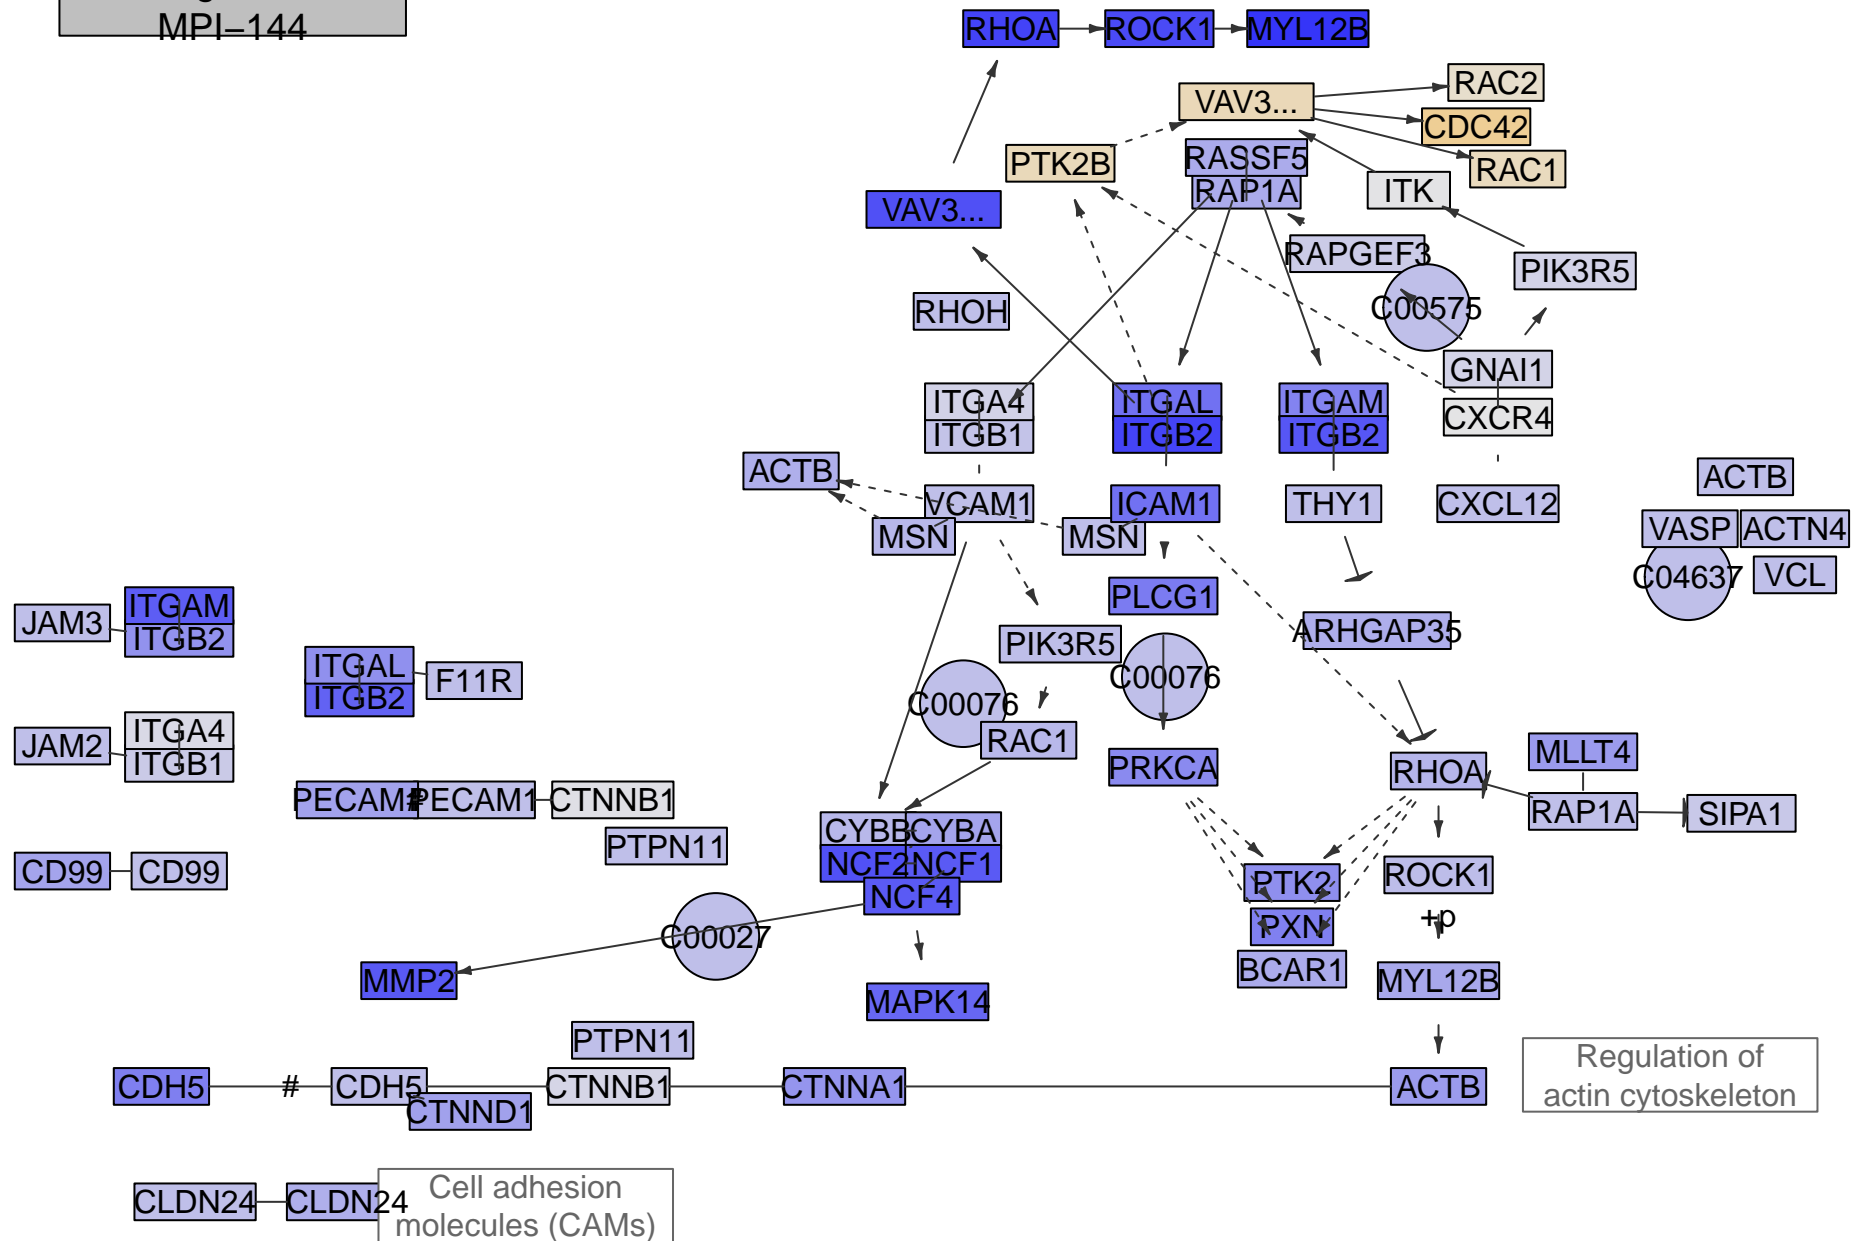 MPI−144
RHOA
ROCK1
MYL12B
RAC2
VAV3...
CDC42
RASSF5
PTK2B
RAC1
RAP1A
ITK
VAV3...
RAPGEF3
PIK3R5
RHOH
C00575
GNAI1
ITGA4
ITGAL
ITGAM
CXCR4
ITGB1
ITGB2
ITGB2
ACTB
ACTB
VCAM1
ICAM1
THY1
CXCL12
MSN
MSN
VASP
ACTN4
C04637
VCL
PLCG1
ITGAM
JAM3
ITGB2
ARHGAP35
PIK3R5
ITGAL
F11R
C00076
ITGB2
C00076
ITGA4
JAM2
RAC1
ITGB1
PRKCA
MLLT4
RHOA
PECAM1
#
PECAM1
CTNNB1
RAP1A
SIPA1
CYBB
CYBA
PTPN11
NCF2
NCF1
CD99
CD99
NCF4
PTK2
ROCK1
+p
PXN
C00027
BCAR1
MMP2
MYL12B
MAPK14
PTPN11
Regulation of
actin cytoskeleton
CDH5
#
CDH5
CTNNB1
CTNNA1
ACTB
CTNND1
CLDN24
CLDN24
Cell adhesion
molecules (CAMs)